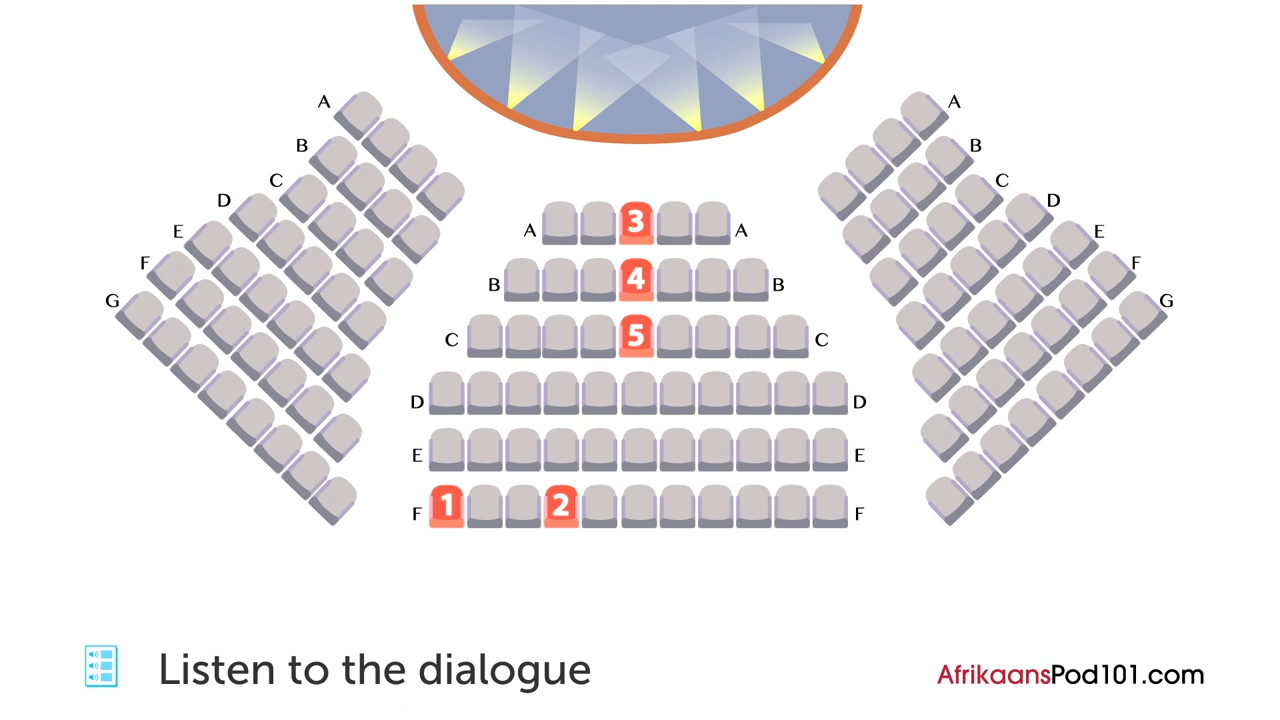 A
A
B
B
C
C
D
D
E
E
F
F
G
G
A 3 A
B 4 B
C 5 C
D D
E E
F 1 2 F
Listen to the dialogue
AfrikaansPod101.com